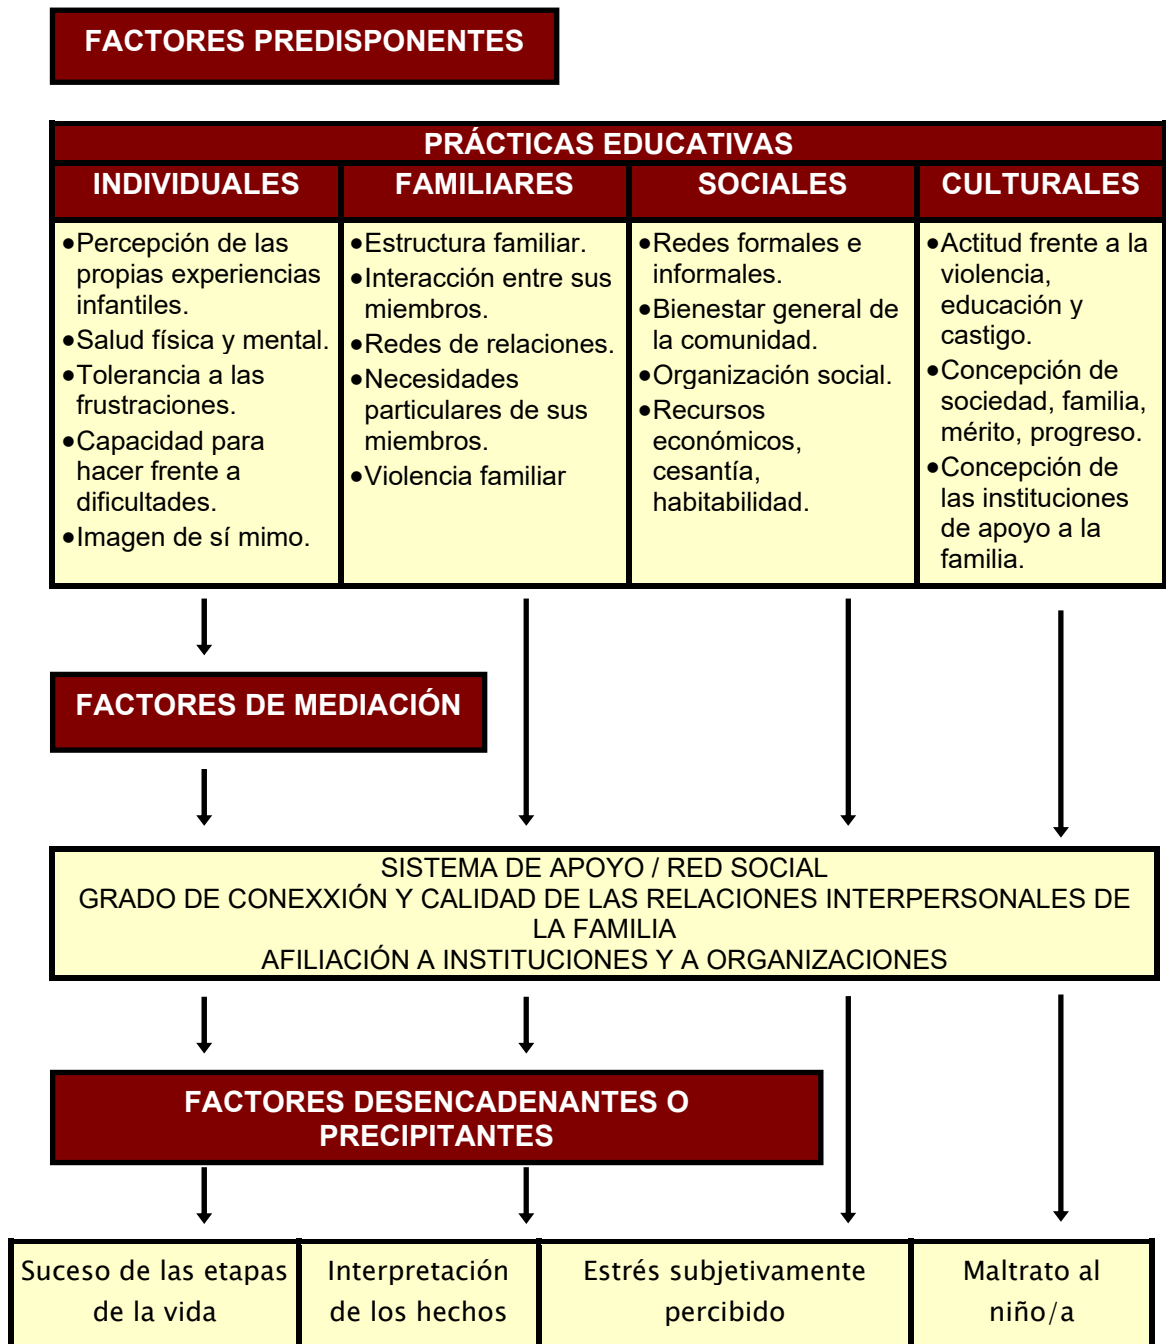 FACTORES PREDISPONENTES
PRÁCTICAS EDUCATIVAS
INDIVIDUALES
FAMILIARES
SOCIALES
CULTURALES
•Percepción de las
propias experiencias
infantiles.
•Salud física y mental.
•Tolerancia a las
frustraciones.
•Capacidad para
hacer frente a
dificultades.
•Imagen de sí mimo.
•Estructura familiar.
•Interacción entre sus
miembros.
•Redes de relaciones.
•Necesidades
particulares de sus
miembros.
•Violencia familiar
•Redes formales e
informales.
•Bienestar general de
la comunidad.
•Organización social.
•Recursos
económicos,
cesantía,
habitabilidad.
•Actitud frente a la
violencia,
educación y
castigo.
•Concepción de
sociedad, familia,
mérito, progreso.
•Concepción de
las instituciones
de apoyo a la
familia.
FACTORES DE MEDIACIÓN
SISTEMA DE APOYO / RED SOCIAL
GRADO DE CONEXXIÓN Y CALIDAD DE LAS RELACIONES INTERPERSONALES DE
LA FAMILIA
AFILIACIÓN A INSTITUCIONES Y A ORGANIZACIONES
FACTORES DESENCADENANTES O
PRECIPITANTES
Suceso de las etapas
de la vida
Interpretación
de los hechos
Estrés subjetivamente
percibido
Maltrato al
niño/a